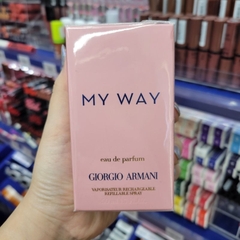 MY WAY
eau de parfum
GIORGIO ARMANI
VAPORISATEUR RECHARGEABLE
REFILLABLE SPRAY